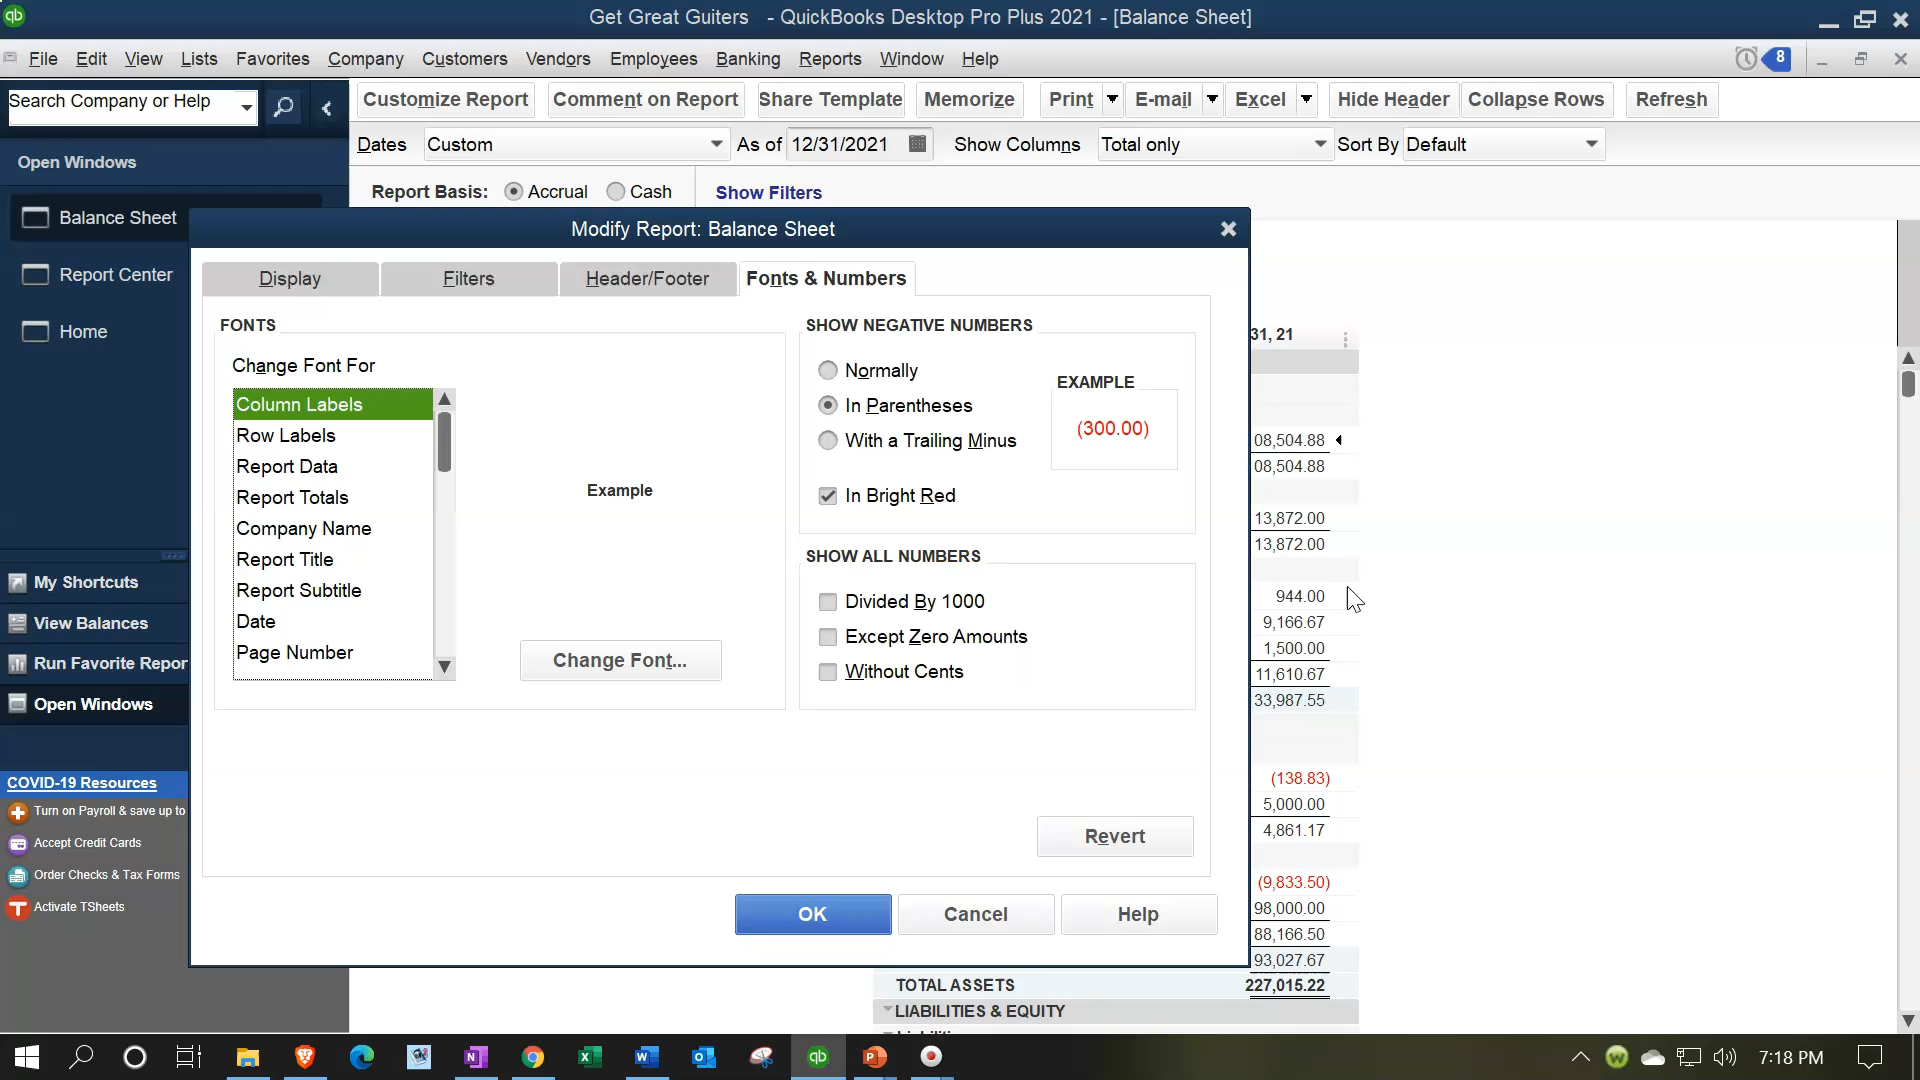 qb
Get Great Guiters - QuickBooks Desktop Pro Plus 2021 - [Balance Sheet]
File Edit View Lists Favorites Company Customers Vendors Employees Banking Reports Window Help
8
Search Company or Help
Customize Report Comment on Report Share Template Memorize Print E-mail Excel Hide Header Collapse Rows Refresh
Dates Custom As of 12/31/2021 Show Columns Total only Sort By Default
Open Windows
Report Basis: Accrual Cash Show Filters
Balance Sheet
Report Center
Home
My Shortcuts
View Balances
Run Favorite Repor
Open Windows
COVID-19 Resources
Turn on Payroll & save up to
Accept Credit Cards
Order Checks & Tax Forms
Activate TSheets
Modify Report: Balance Sheet
Display Filters Header/Footer Fonts & Numbers
FONTS
Change Font For
Column Labels
Row Labels
Report Data
Report Totals
Company Name
Report Title
Report Subtitle
Date
Page Number
Example
Change Font...
SHOW NEGATIVE NUMBERS
Normally
In Parentheses
With a Trailing Minus
In Bright Red
EXAMPLE
(300.00)
SHOW ALL NUMBERS
Divided By 1000
Except Zero Amounts
Without Cents
Revert
OK Cancel Help
31, 21
08,504.88
08,504.88
13,872.00
13,872.00
944.00
9,166.67
1,500.00
11,610.67
33,987.55
(138.83)
5,000.00
4,861.17
(9,833.50)
98,000.00
88,166.50
93,027.67
TOTAL ASSETS 227,015.22
LIABILITIES & EQUITY
7:18 PM